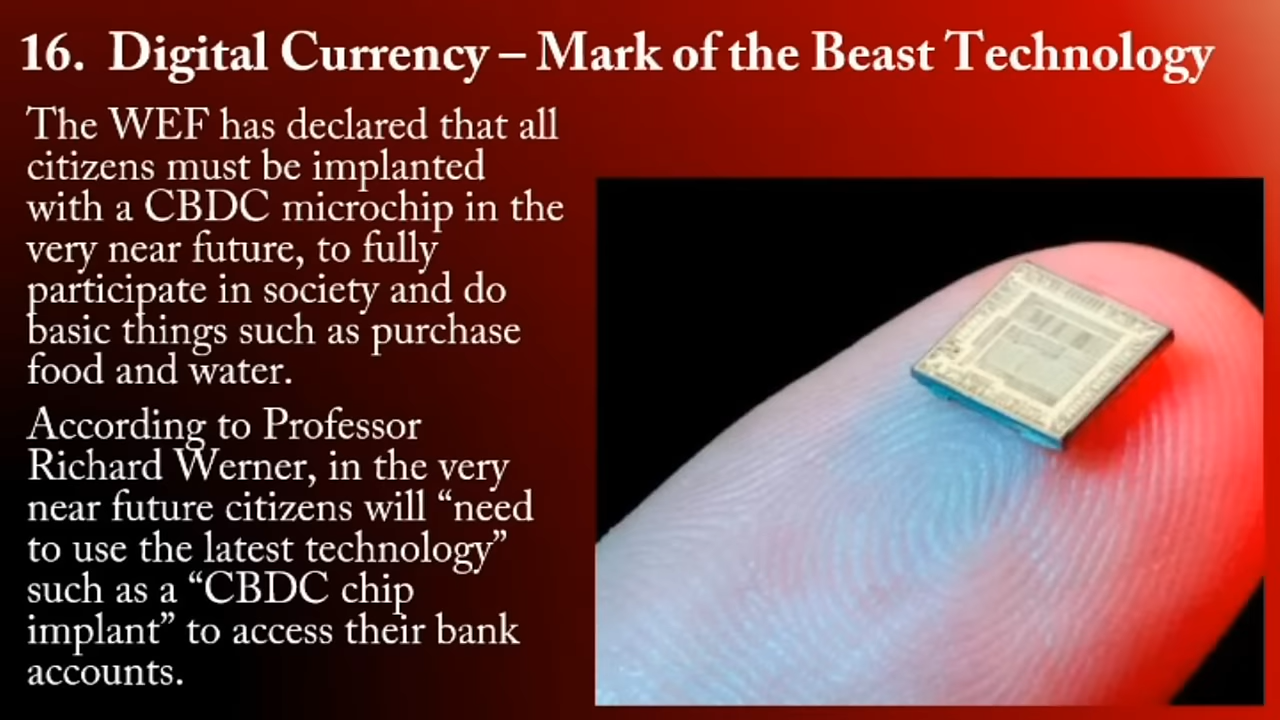 16. Digital Currency – Mark of the Beast Technology
The WEF has declared that all
citizens must be implanted
with a CBDC microchip in the
very near future, to fully
participate in society and do
basic things such as purchase
food and water.
According to Professor
Richard Werner, in the very
near future citizens will “need
to use the latest technology”
such as a “CBDC chip
implant” to access their bank
accounts.